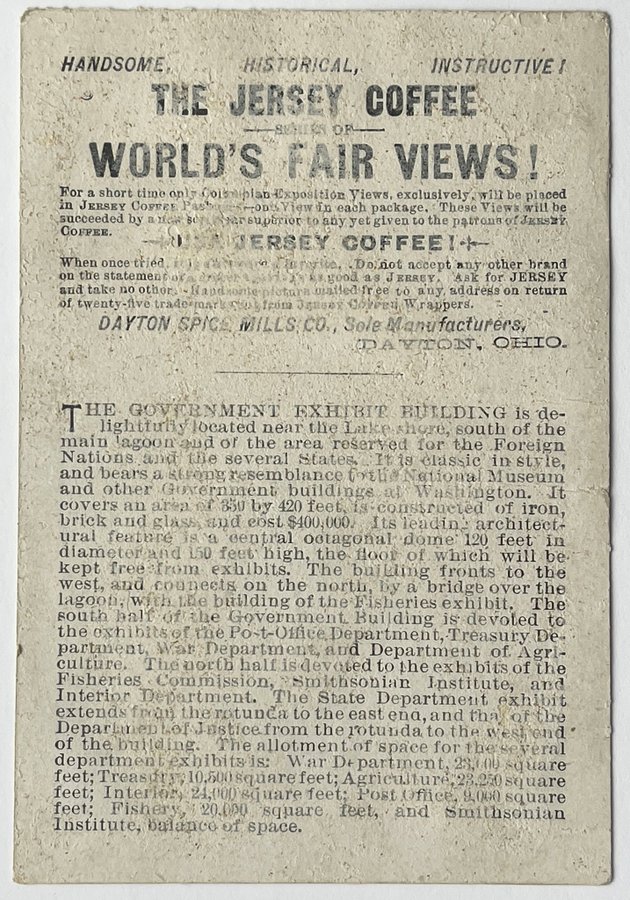 HANDSOME, HISTORICAL, INSTRUCTIVE!
THE JERSEY COFFEE
SERIES OF
WORLD'S FAIR VIEWS!
For a short time only Columbian Exposition Views, exclusively, will be placed
in JERSEY COFFEE Packages—one View in each package. These Views will be
succeeded by a new series far superior to any yet given to the patrons of JERSEY
COFFEE.
USE JERSEY COFFEE!
When once tried, it is always a favorite. Do not accept any other brand
on the statement is as good as JERSEY. Ask for JERSEY
and take no other. Handsome picture mailed free to any address on return
of twenty-five trade marks cut from Jersey Coffee Wrappers.
DAYTON SPICE MILLS CO., Sole Manufacturers,
DAYTON, OHIO.
THE GOVERNMENT EXHIBIT BUILDING is de-
lightfully located near the Lake shore, south of the
main lagoon and of the area reserved for the Foreign
Nations and the several States. It is classic in style,
and bears a strong resemblance to the National Museum
and other Government buildings at Washington. It
covers an area of 350 by 420 feet, is constructed of iron,
brick and glass, and cost $400,000. Its leading architect-
ural feature is a central octagonal dome 120 feet in
diameter and 150 feet high, the floor of which will be
kept free from exhibits. The building fronts to the
west, and connects on the north, by a bridge over the
lagoon, with the building of the Fisheries exhibit. The
south half of the Government Building is devoted to
the exhibits of the Po-t-Office Department, Treasury De-
partment, War Department, and Department of Agri-
culture. The north half is devoted to the exhibits of the
Fisheries Commission, Smithsonian Institute, and
Interior Department. The State Department exhibit
extends from the rotunda to the east end, and that of the
Department of Justice from the rotunda to the west end
of the building. The allotment of space for the several
department exhibits is: War Department, 23,000 square
feet; Treasury, 10,500 square feet; Agriculture, 23,250 square
feet; Interior, 24,000 square feet; Post Office, 9,000 square
feet; Fishery, 20,000 square feet, and Smithsonian
Institute, balance of space.